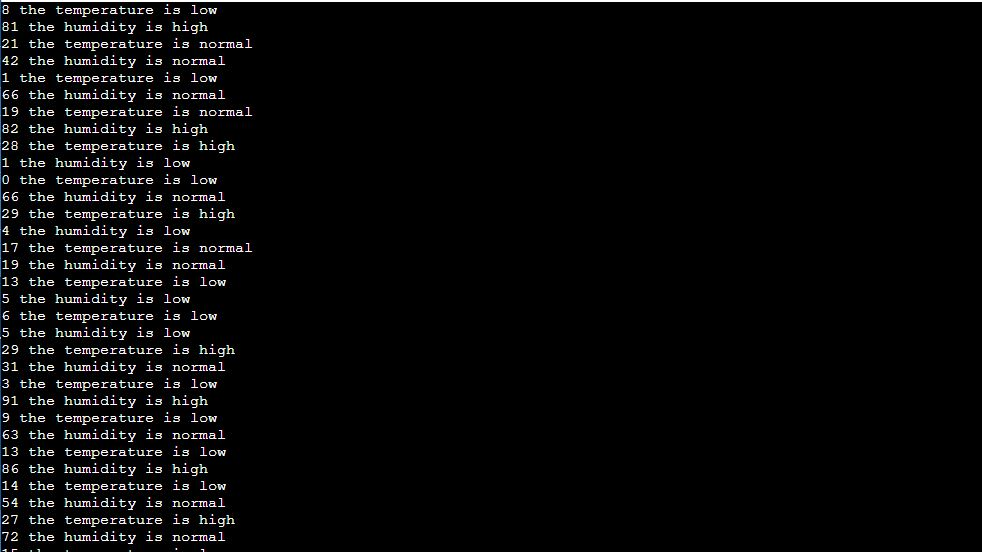 8 the temperature is low
81 the humidity is high
21 the temperature is normal
42 the humidity is normal
1 the temperature is low
66 the humidity is normal
19 the temperature is normal
82 the humidity is high
28 the temperature is high
1 the humidity is low
0 the temperature is low
66 the humidity is normal
29 the temperature is high
4 the humidity is low
17 the temperature is normal
19 the humidity is normal
13 the temperature is low
5 the humidity is low
6 the temperature is low
5 the humidity is low
29 the temperature is high
31 the humidity is normal
3 the temperature is low
91 the humidity is high
9 the temperature is low
63 the humidity is normal
13 the temperature is low
86 the humidity is high
14 the temperature is low
54 the humidity is normal
27 the temperature is high
72 the humidity is normal